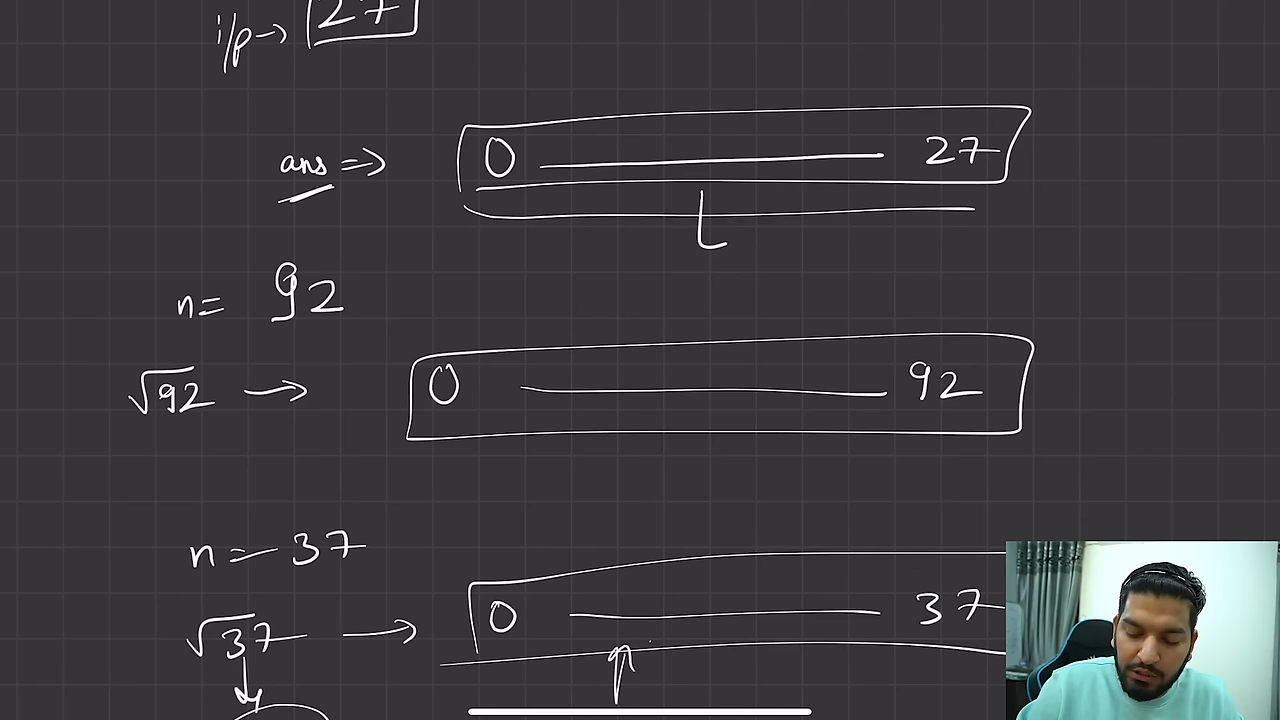 i/p → 27
ans ⇒ 0 27
L
n = 92
√92 → 0 92
n = 37
√37 → 0 37